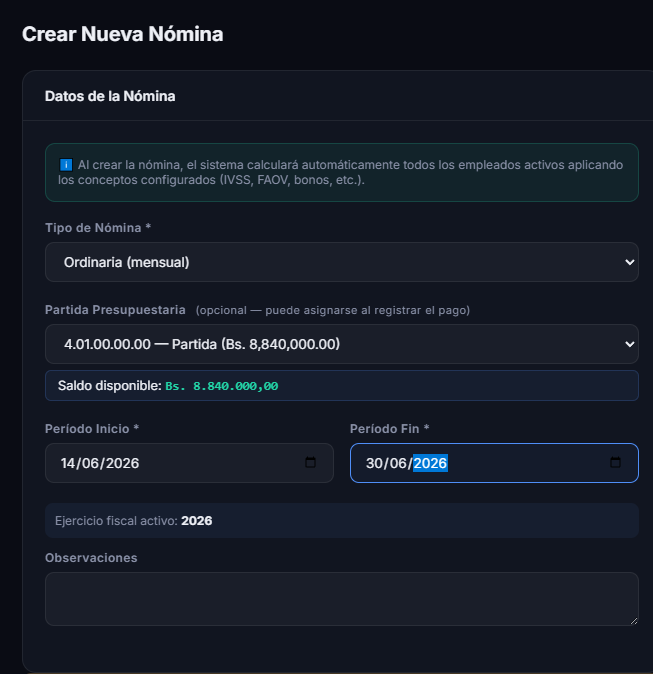 Crear Nueva Nómina
Datos de la Nómina
ℹ️ Al crear la nómina, el sistema calculará automáticamente todos los empleados activos aplicando
los conceptos configurados (IVSS, FAOV, bonos, etc.).
Tipo de Nómina *
Ordinaria (mensual)
Partida Presupuestaria (opcional — puede asignarse al registrar el pago)
4.01.00.00.00 — Partida (Bs. 8,840,000.00)
Saldo disponible: Bs. 8.840.000,00
Período Inicio * Período Fin *
14/06/2026 30/06/2026
Ejercicio fiscal activo: 2026
Observaciones